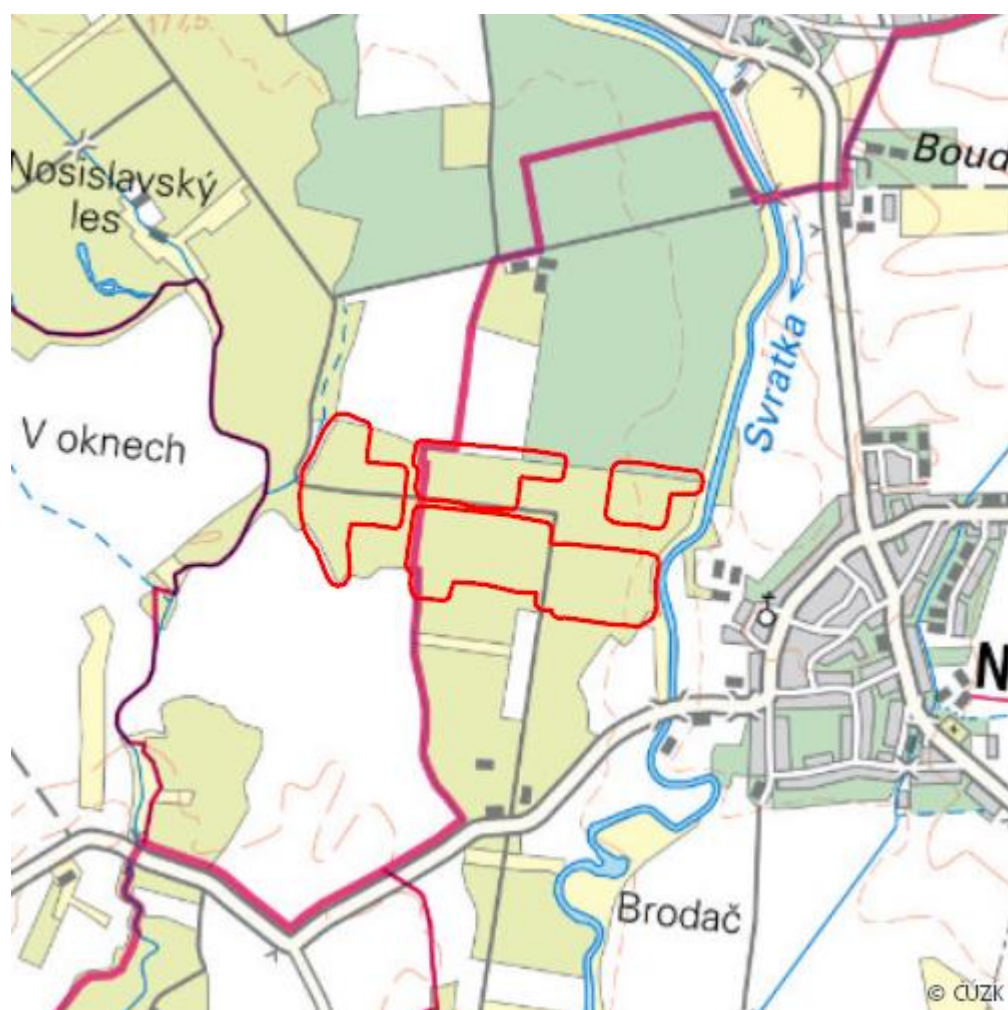 Nosislavský
les
Boud
Svratka
V oknech
N
Brodač
© ČÚZK